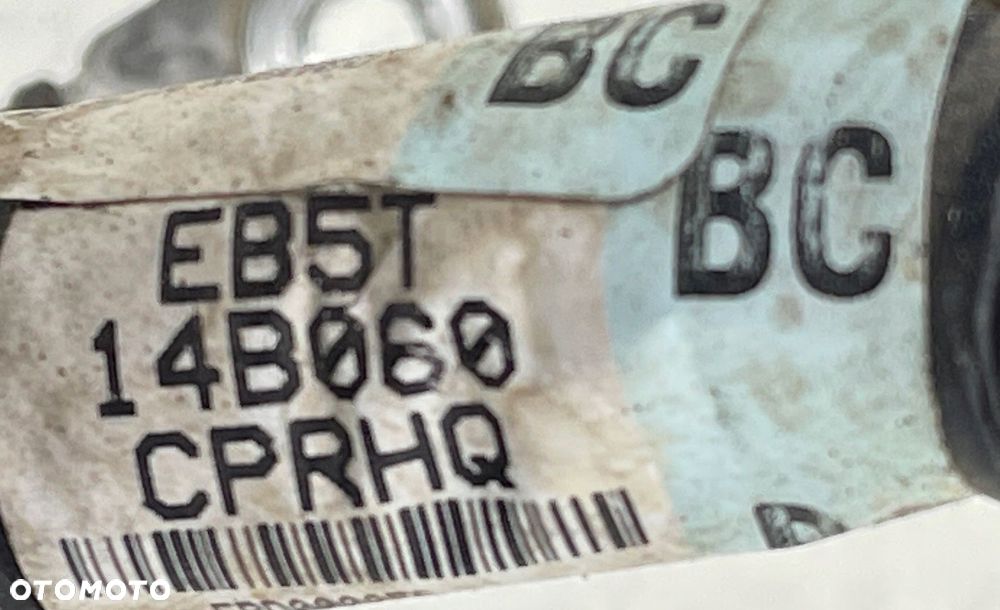 BC
BC
EB5T
14B060
CPRHQ
OTOMOTO